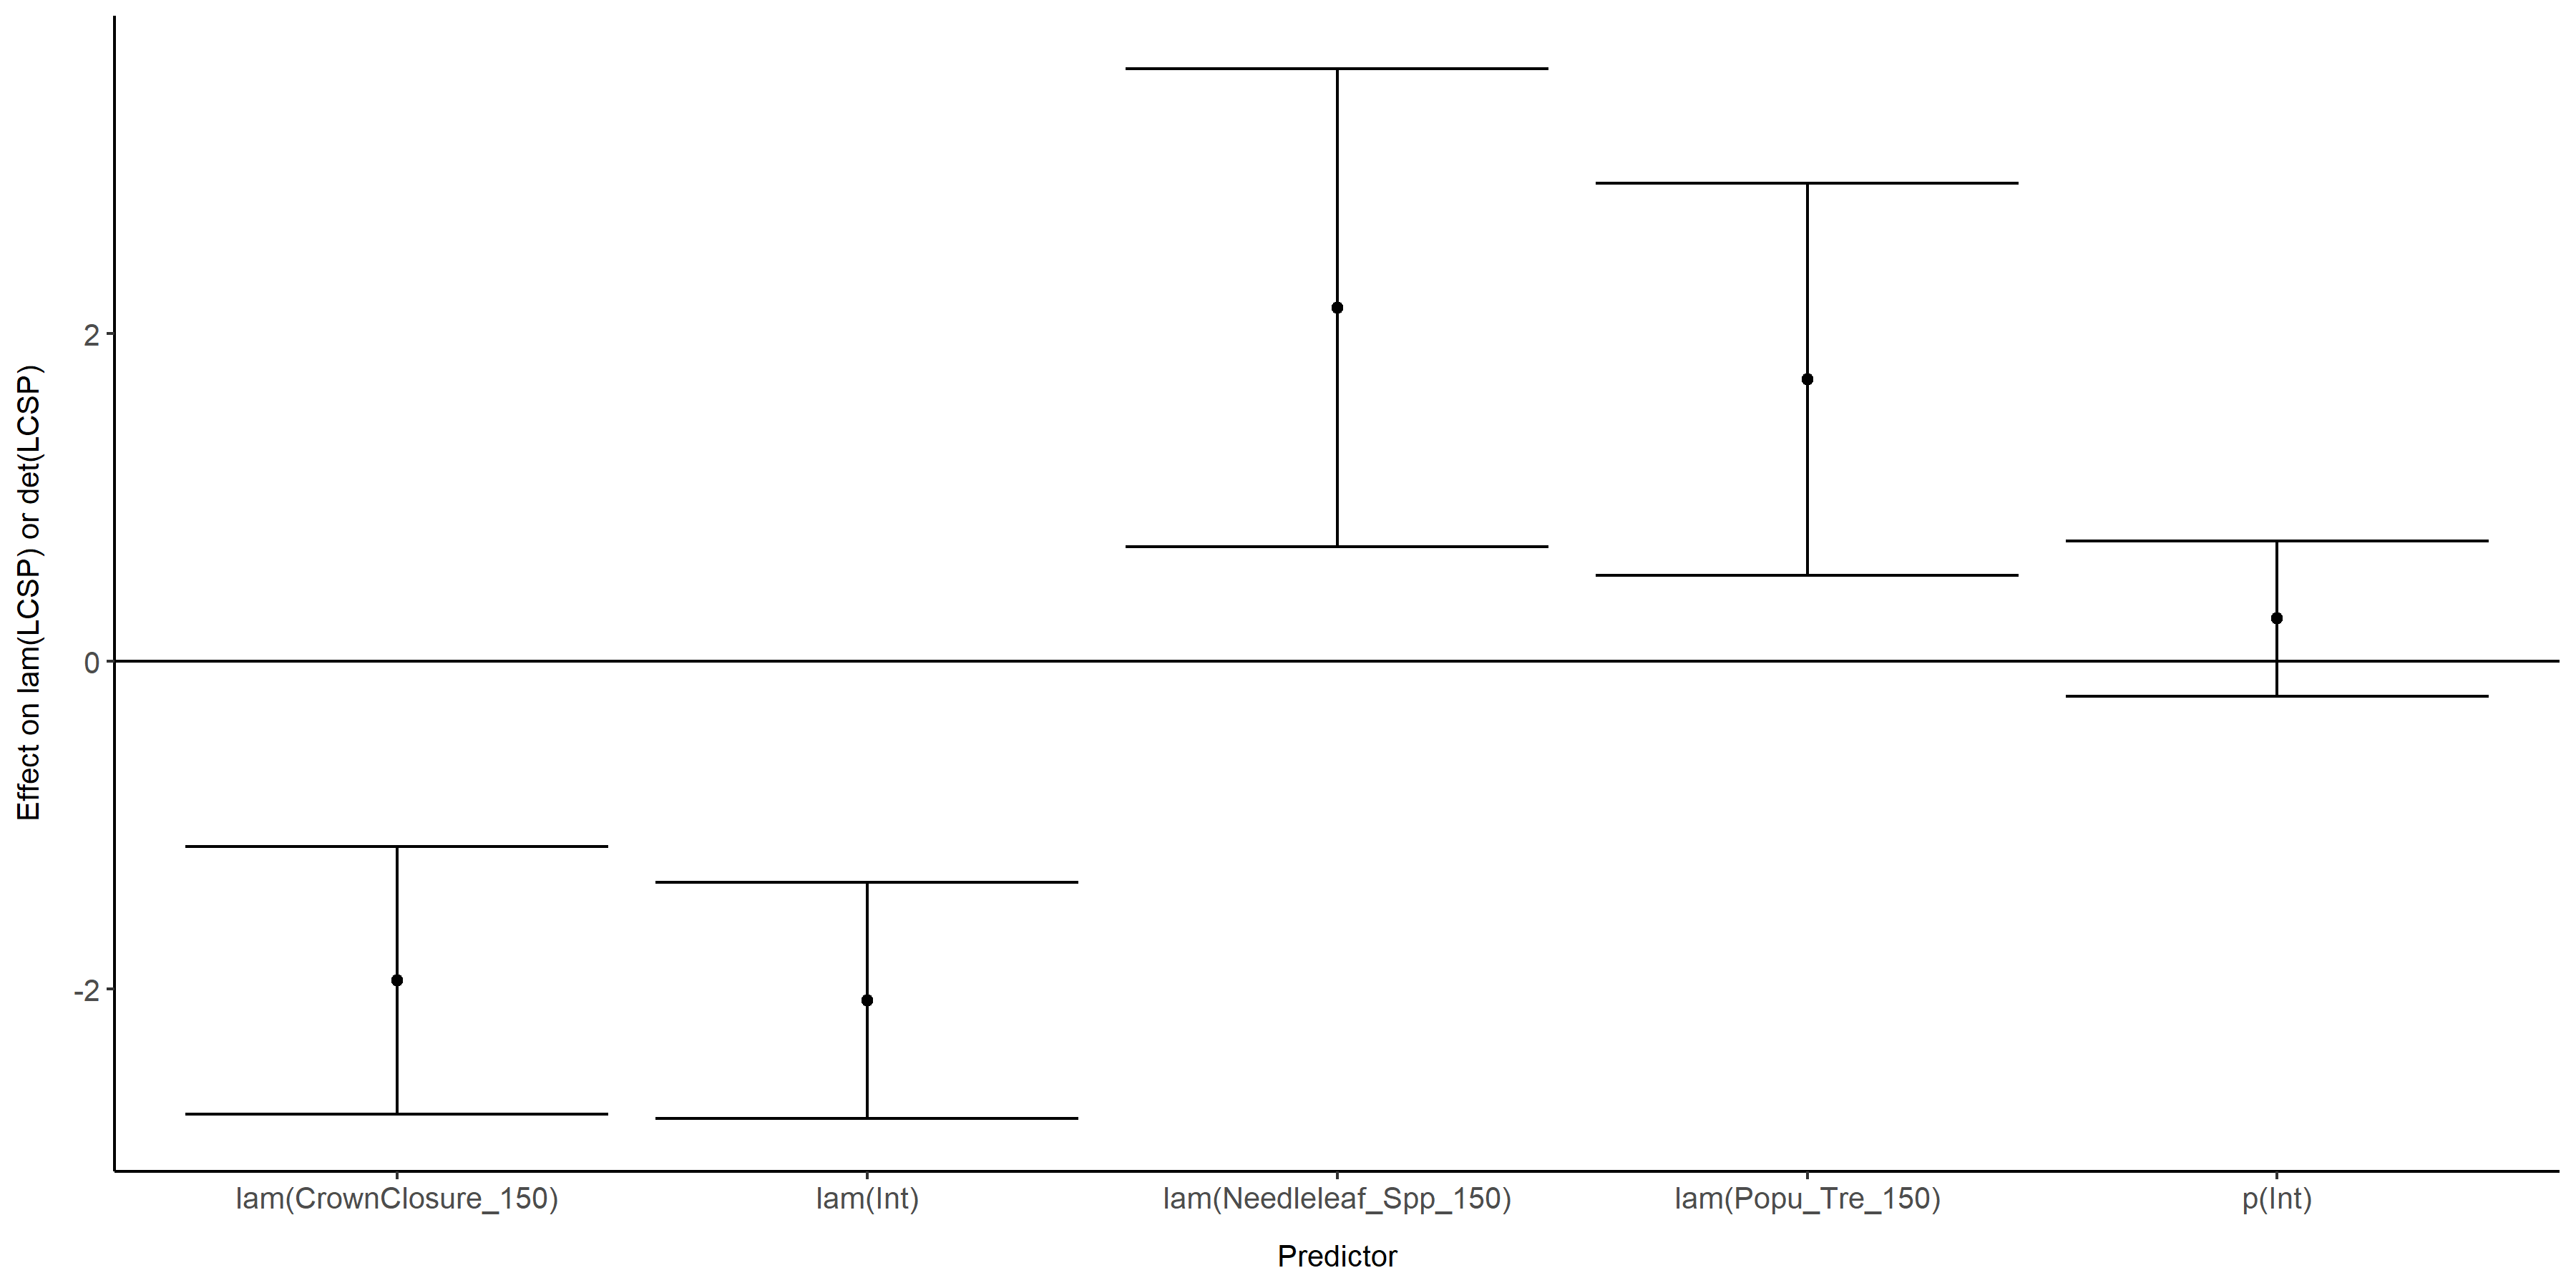 Effect on lam(LCSP) or det(LCSP)
2
0
-2
lam(CrownClosure_150) lam(Int) lam(Needleleaf_Spp_150) lam(Popu_Tre_150) p(Int)
Predictor